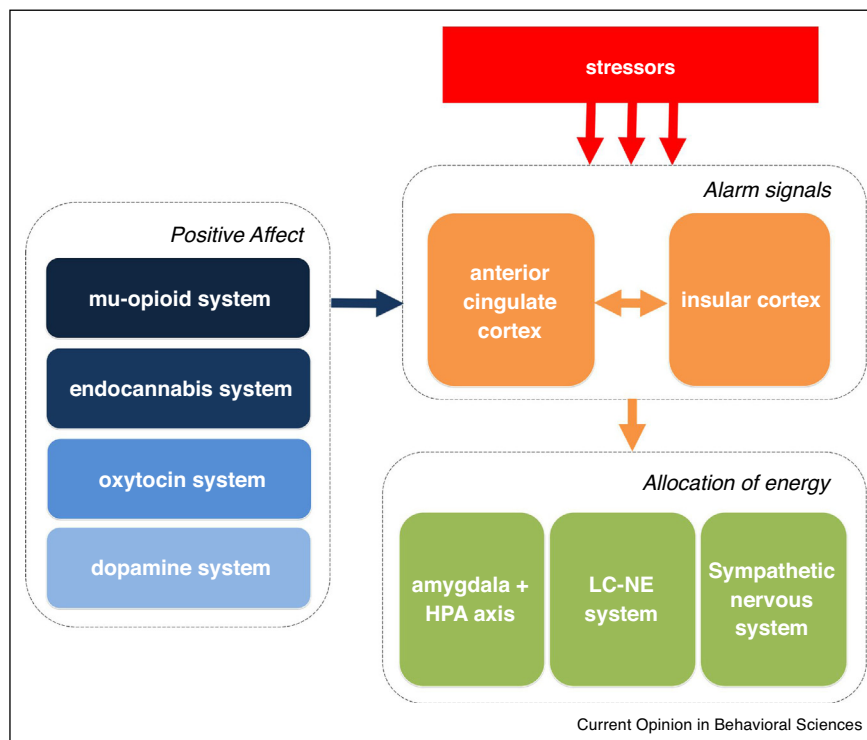 stressors
Alarm signals
anterior
cingulate
cortex
insular cortex
Positive Affect
mu-opioid system
endocannabis system
oxytocin system
dopamine system
Allocation of energy
amygdala +
HPA axis
LC-NE
system
Sympathetic
nervous
system
Current Opinion in Behavioral Sciences